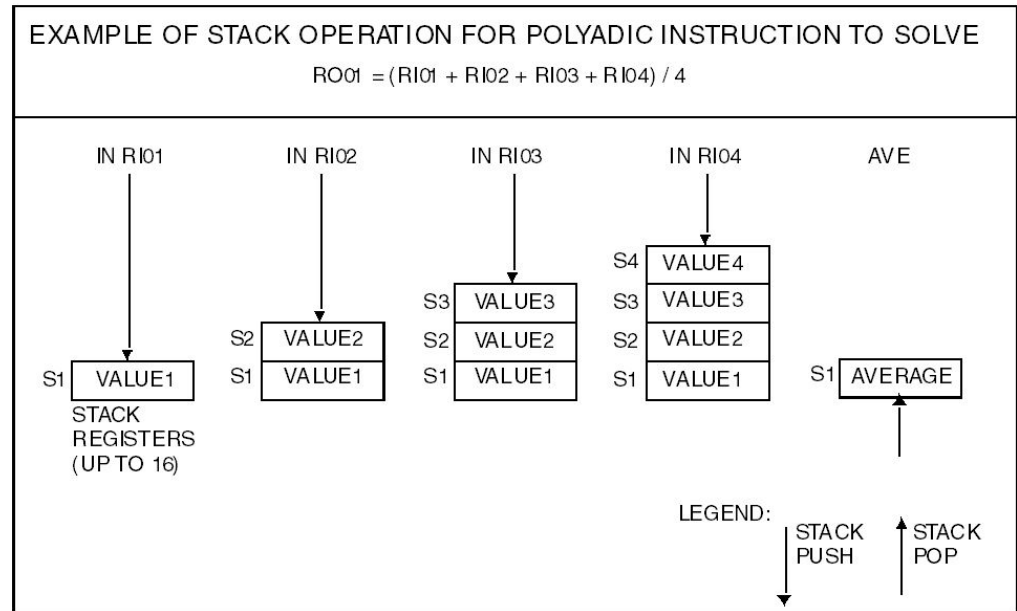 EXAMPLE OF STACK OPERATION FOR POLYADIC INSTRUCTION TO SOLVE
RO01 = (RI01 + RI02 + RI03 + RI04) / 4
IN RI01
IN RI02
IN RI03
IN RI04
AVE
S1 VALUE1
STACK
REGISTERS
(UP TO 16)
S2 VALUE2
S1 VALUE1
S3 VALUE3
S2 VALUE2
S1 VALUE1
S4 VALUE4
S3 VALUE3
S2 VALUE2
S1 VALUE1
S1 AVERAGE
LEGEND:
STACK
PUSH
STACK
POP